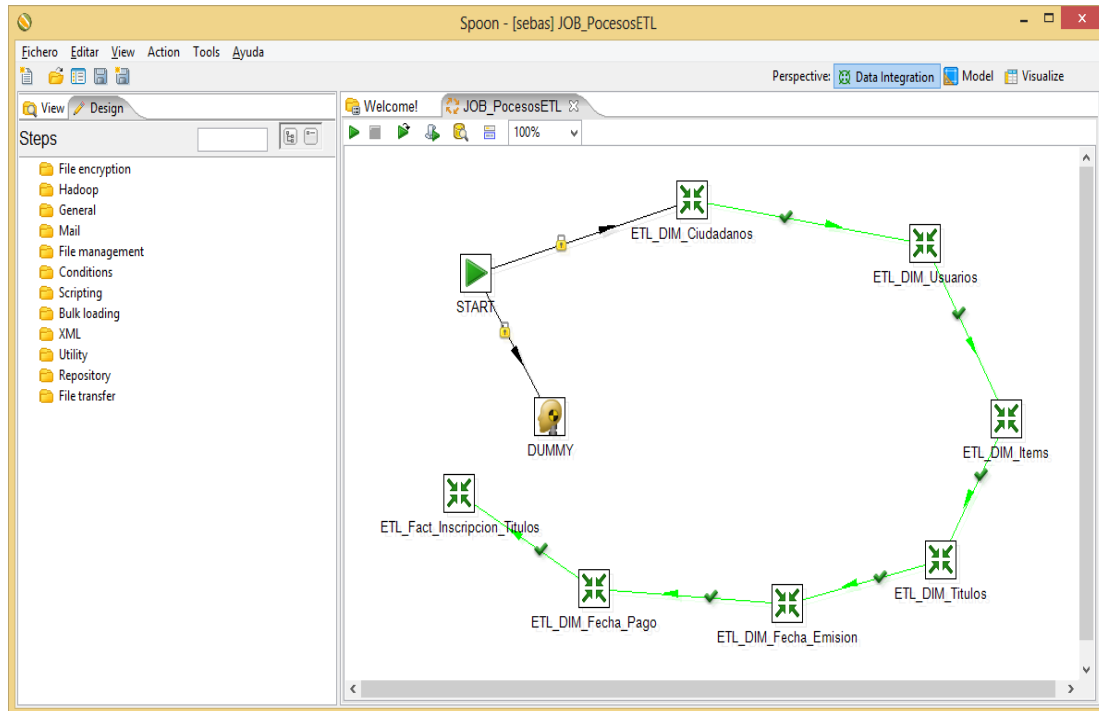 Spoon - [sebas] JOB_PocesosETL
Fichero Editar View Action Tools Ayuda
Perspective: Data Integration Model Visualize
View Design
Welcome! JOB_PocesosETL
Steps
100%
File encryption
Hadoop
General
Mail
File management
Conditions
Scripting
Bulk loading
XML
Utility
Repository
File transfer
ETL_DIM_Ciudadanos
ETL_DIM_Usuarios
START
DUMMY
ETL_DIM_Items
ETL_Fact_Inscripcion_Titulos
ETL_DIM_Titulos
ETL_DIM_Fecha_Pago
ETL_DIM_Fecha_Emision